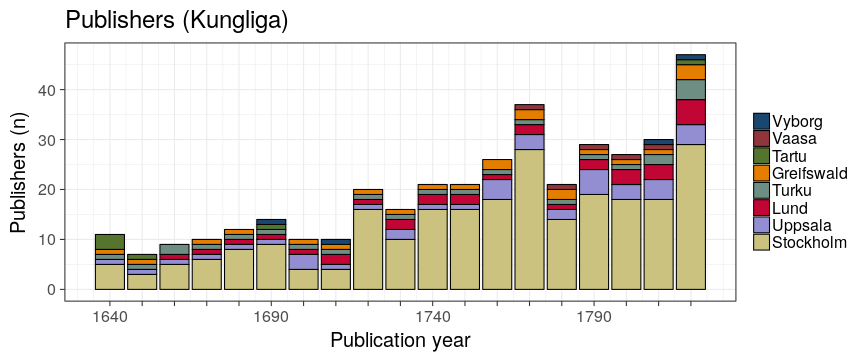 Publishers (Kungliga)
Publishers (n)
40
30
20
10
0
1640
1690
1740
1790
Publication year
Vyborg
Vaasa
Tartu
Greifswald
Turku
Lund
Uppsala
Stockholm